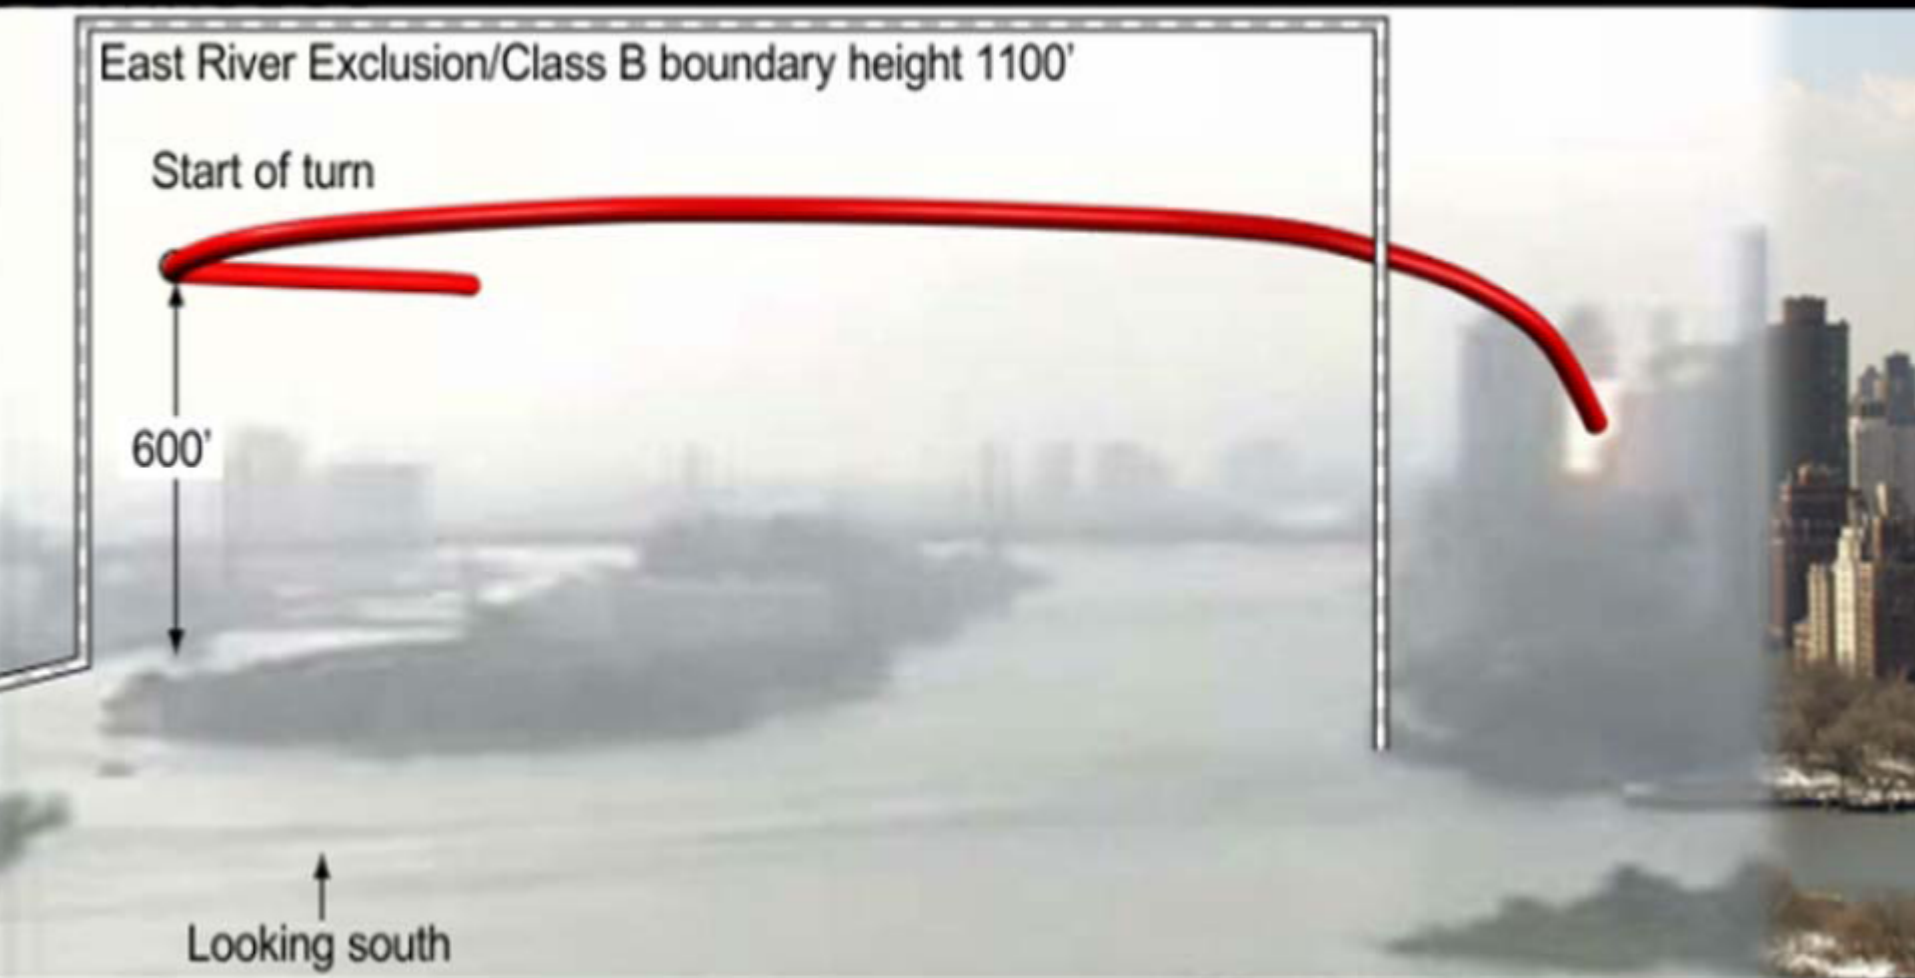 East River Exclusion/Class B boundary height 1100'
Start of turn
600'
Looking south